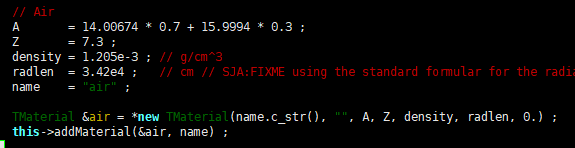 // Air
A       = 14.00674 * 0.7 + 15.9994 * 0.3 ;
Z       = 7.3 ;
density = 1.205e-3 ; // g/cm^3
radlen  = 3.42e4 ;   // cm // SJA:FIXME using the standard formular for the radia
name    = "air" ;

TMaterial &air = *new TMaterial(name.c_str(), "", A, Z, density, radlen, 0.) ;
this->addMaterial(&air, name) ;